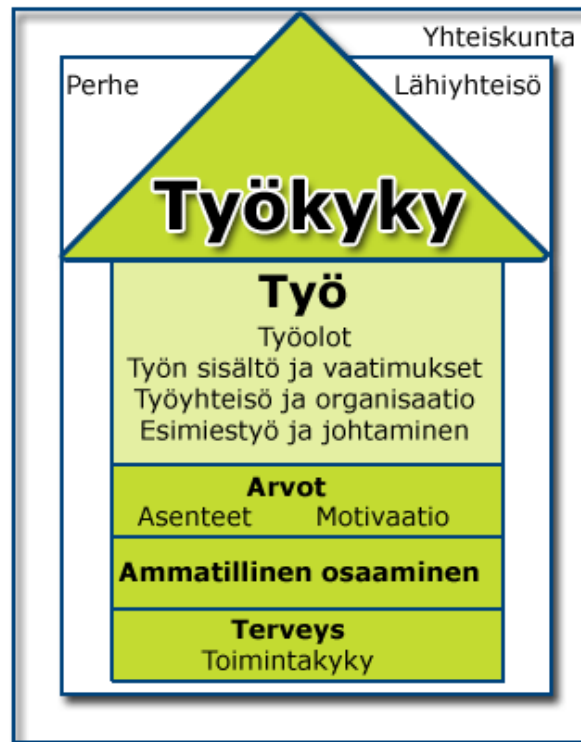 Yhteiskunta
Perhe Lähiyhteisö
Työkyky
Työ
Työolot
Työn sisältö ja vaatimukset
Työyhteisö ja organisaatio
Esimiestyö ja johtaminen
Arvot
Asenteet Motivaatio
Ammatillinen osaaminen
Terveys
Toimintakyky